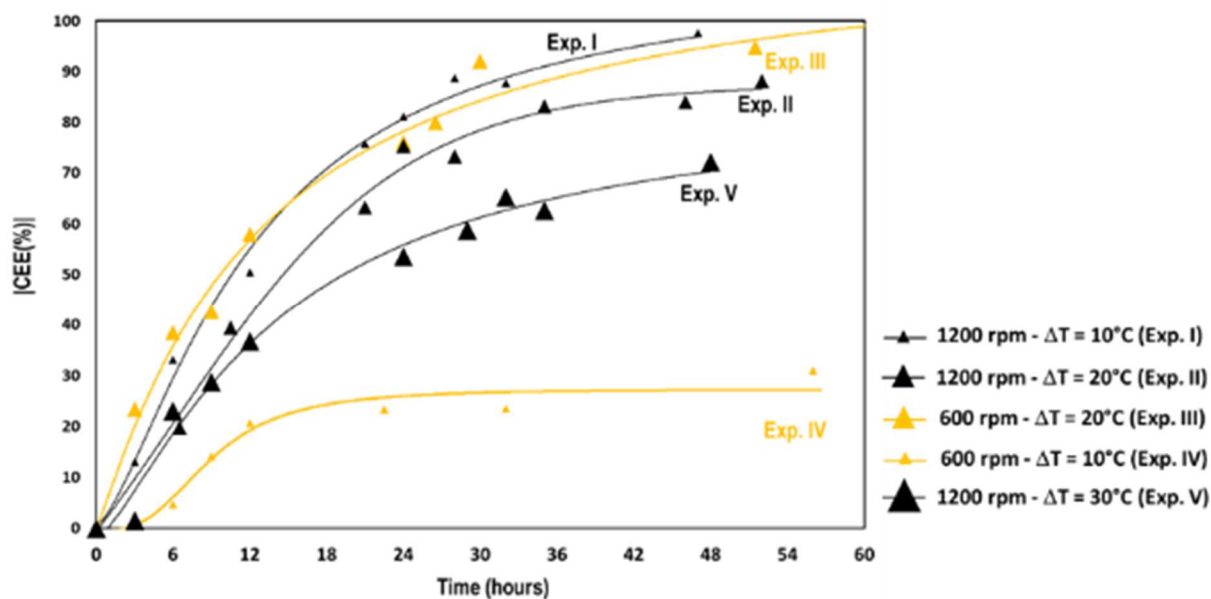 |CEE(%)|
100
90
80
70
60
50
40
30
20
10
0
0 6 12 18 24 30 36 42 48 54 60
Time (hours)
Exp. I
Exp. III
Exp. II
Exp. V
Exp. IV
1200 rpm - ΔT = 10°C (Exp. I)
1200 rpm - ΔT = 20°C (Exp. II)
600 rpm - ΔT = 20°C (Exp. III)
600 rpm - ΔT = 10°C (Exp. IV)
1200 rpm - ΔT = 30°C (Exp. V)